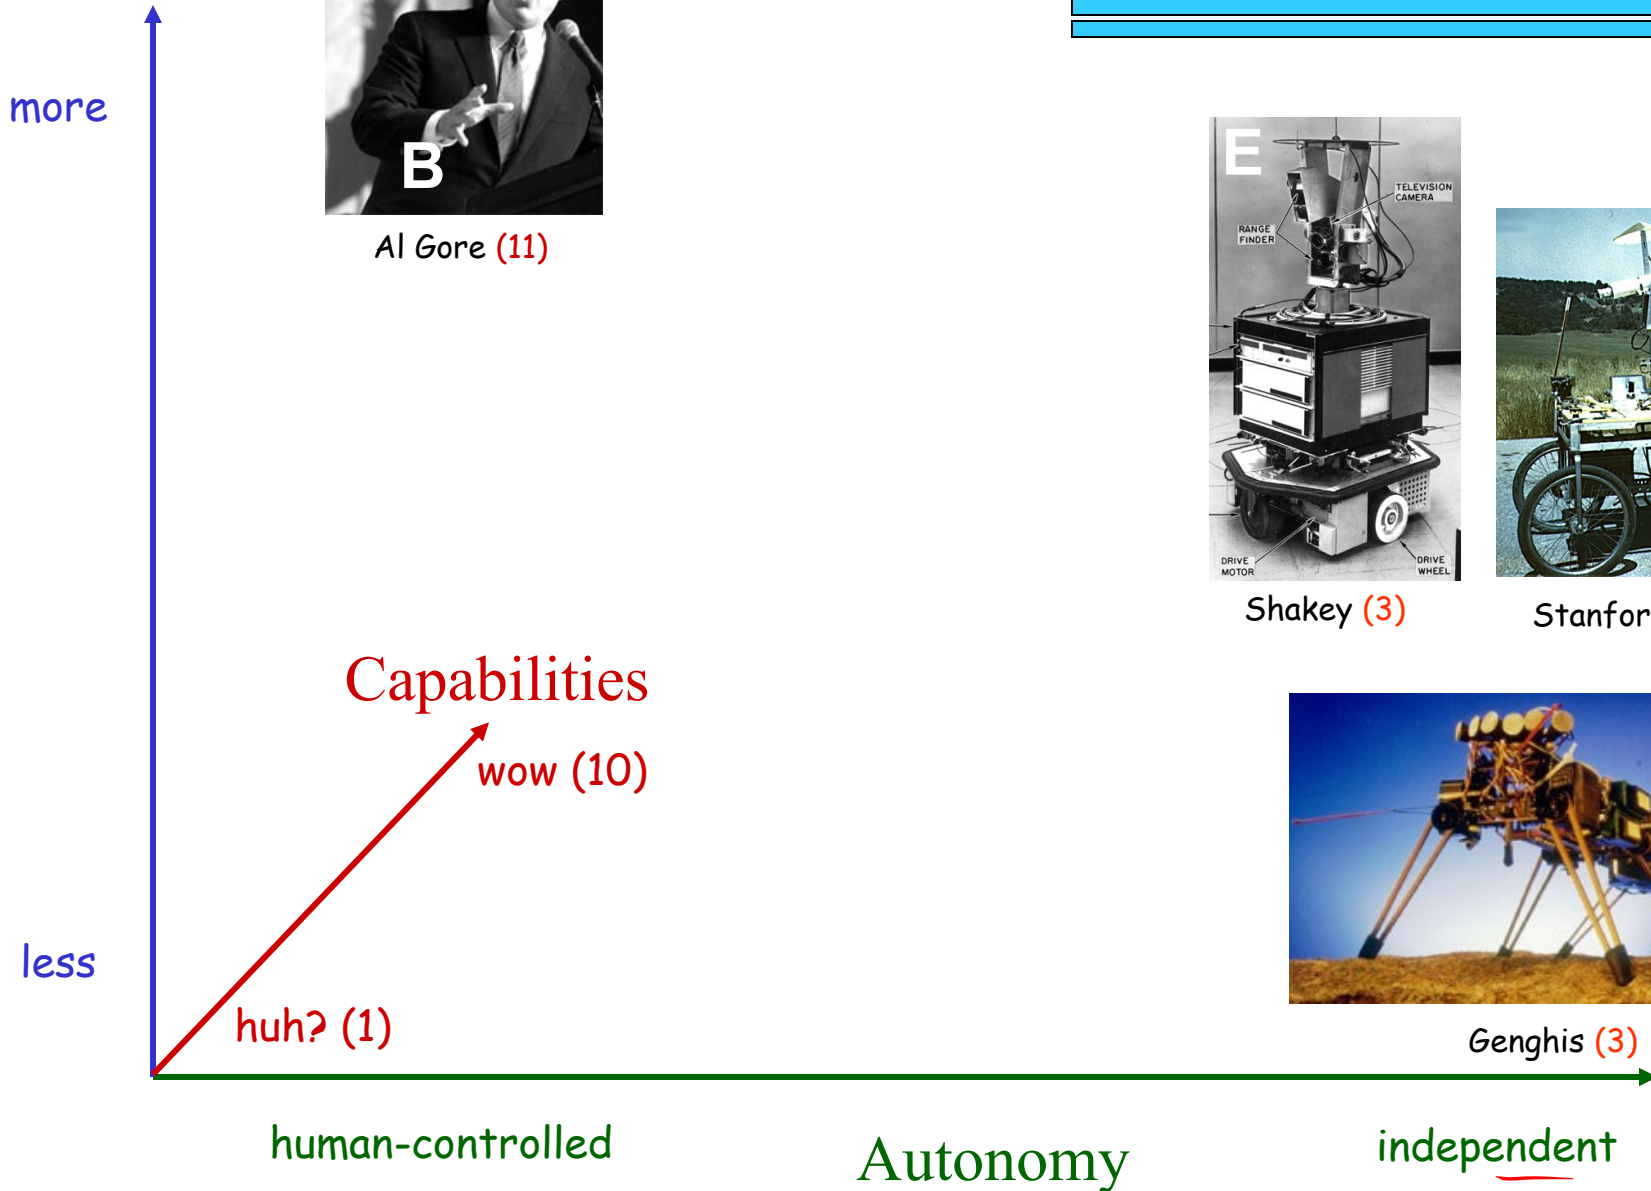 more
B
Al Gore (11)
E
TELEVISION
CAMERA
RANGE
FINDER
DRIVE
MOTOR
DRIVE
WHEEL
Shakey (3)
Stanfor
Capabilities
wow (10)
less
huh? (1)
Genghis (3)
human-controlled
Autonomy
independent